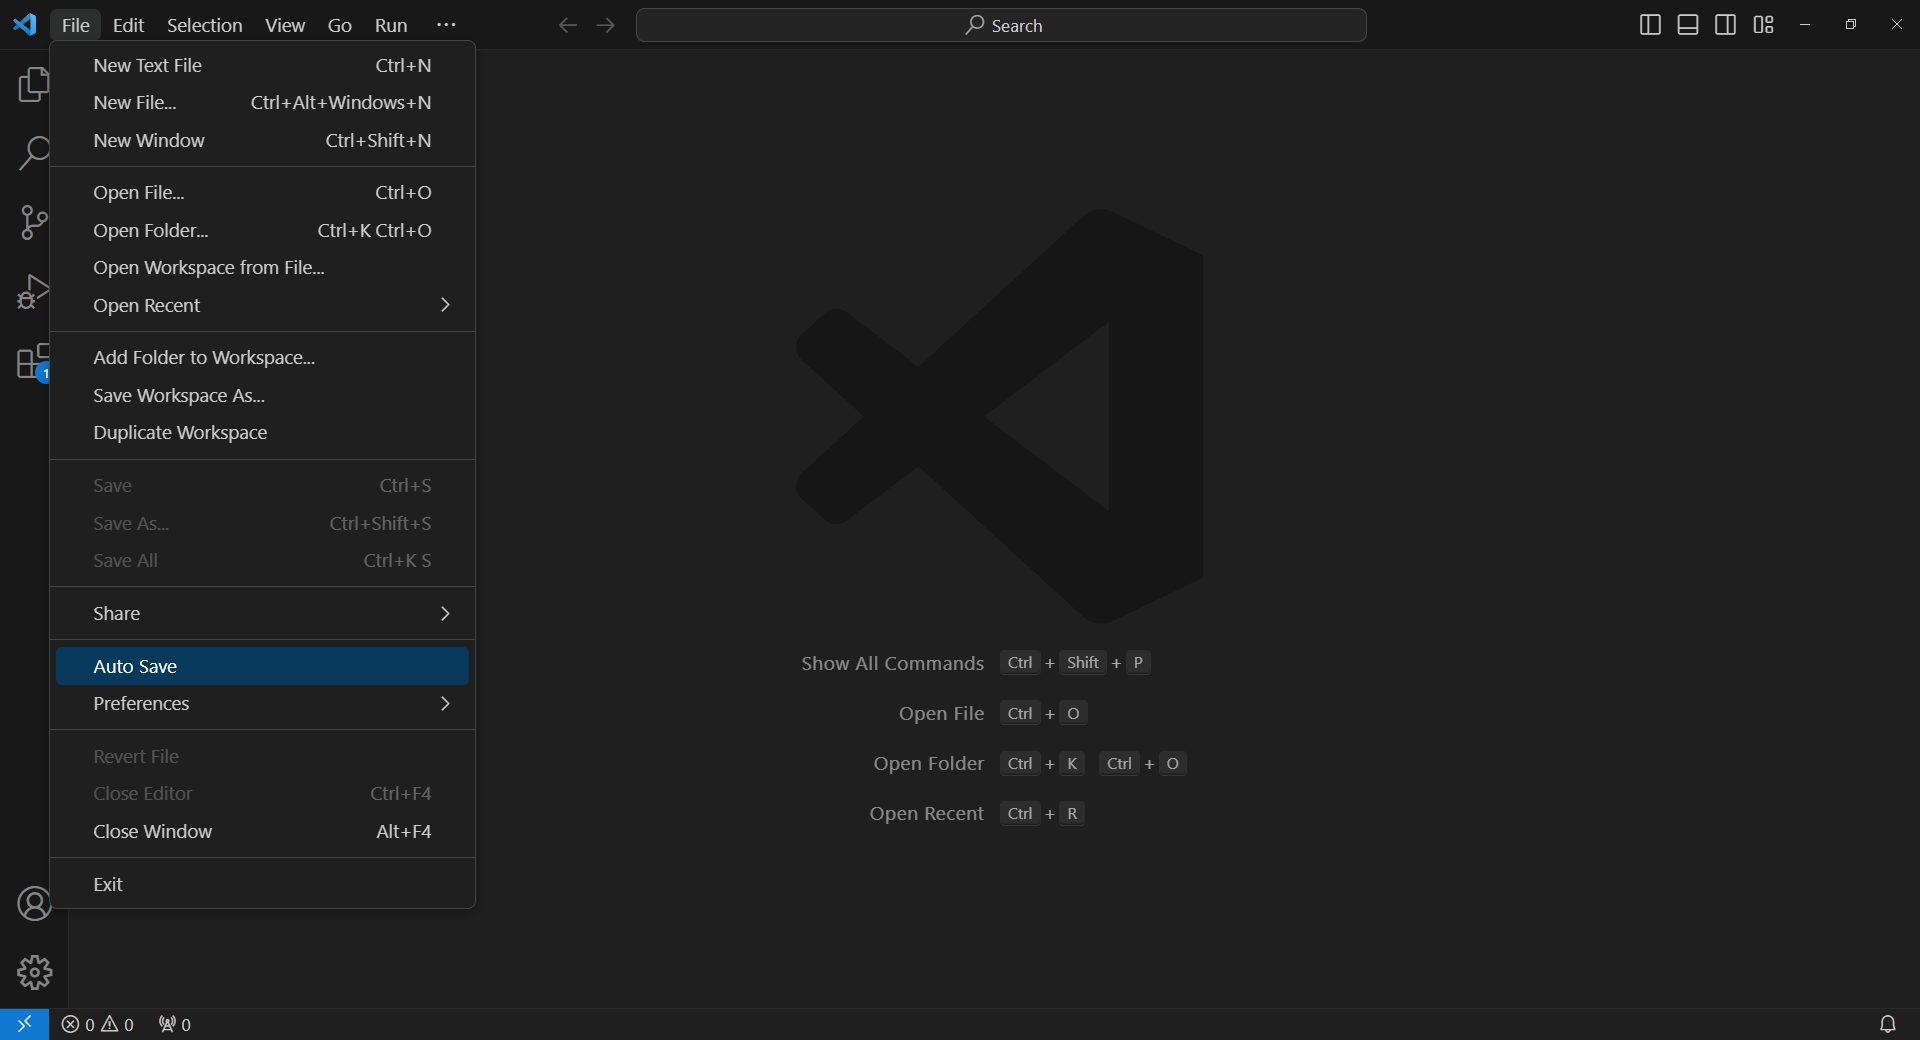 File Edit Selection View Go Run ··· Search
New Text File Ctrl+N
New File... Ctrl+Alt+Windows+N
New Window Ctrl+Shift+N
Open File... Ctrl+O
Open Folder... Ctrl+K Ctrl+O
Open Workspace from File...
Open Recent
Add Folder to Workspace...
Save Workspace As...
Duplicate Workspace
Save Ctrl+S
Save As... Ctrl+Shift+S
Save All Ctrl+K S
Share
Auto Save
Preferences
Revert File
Close Editor Ctrl+F4
Close Window Alt+F4
Exit
1
Show All Commands Ctrl + Shift + P
Open File Ctrl + O
Open Folder Ctrl + K Ctrl + O
Open Recent Ctrl + R
0 0 0